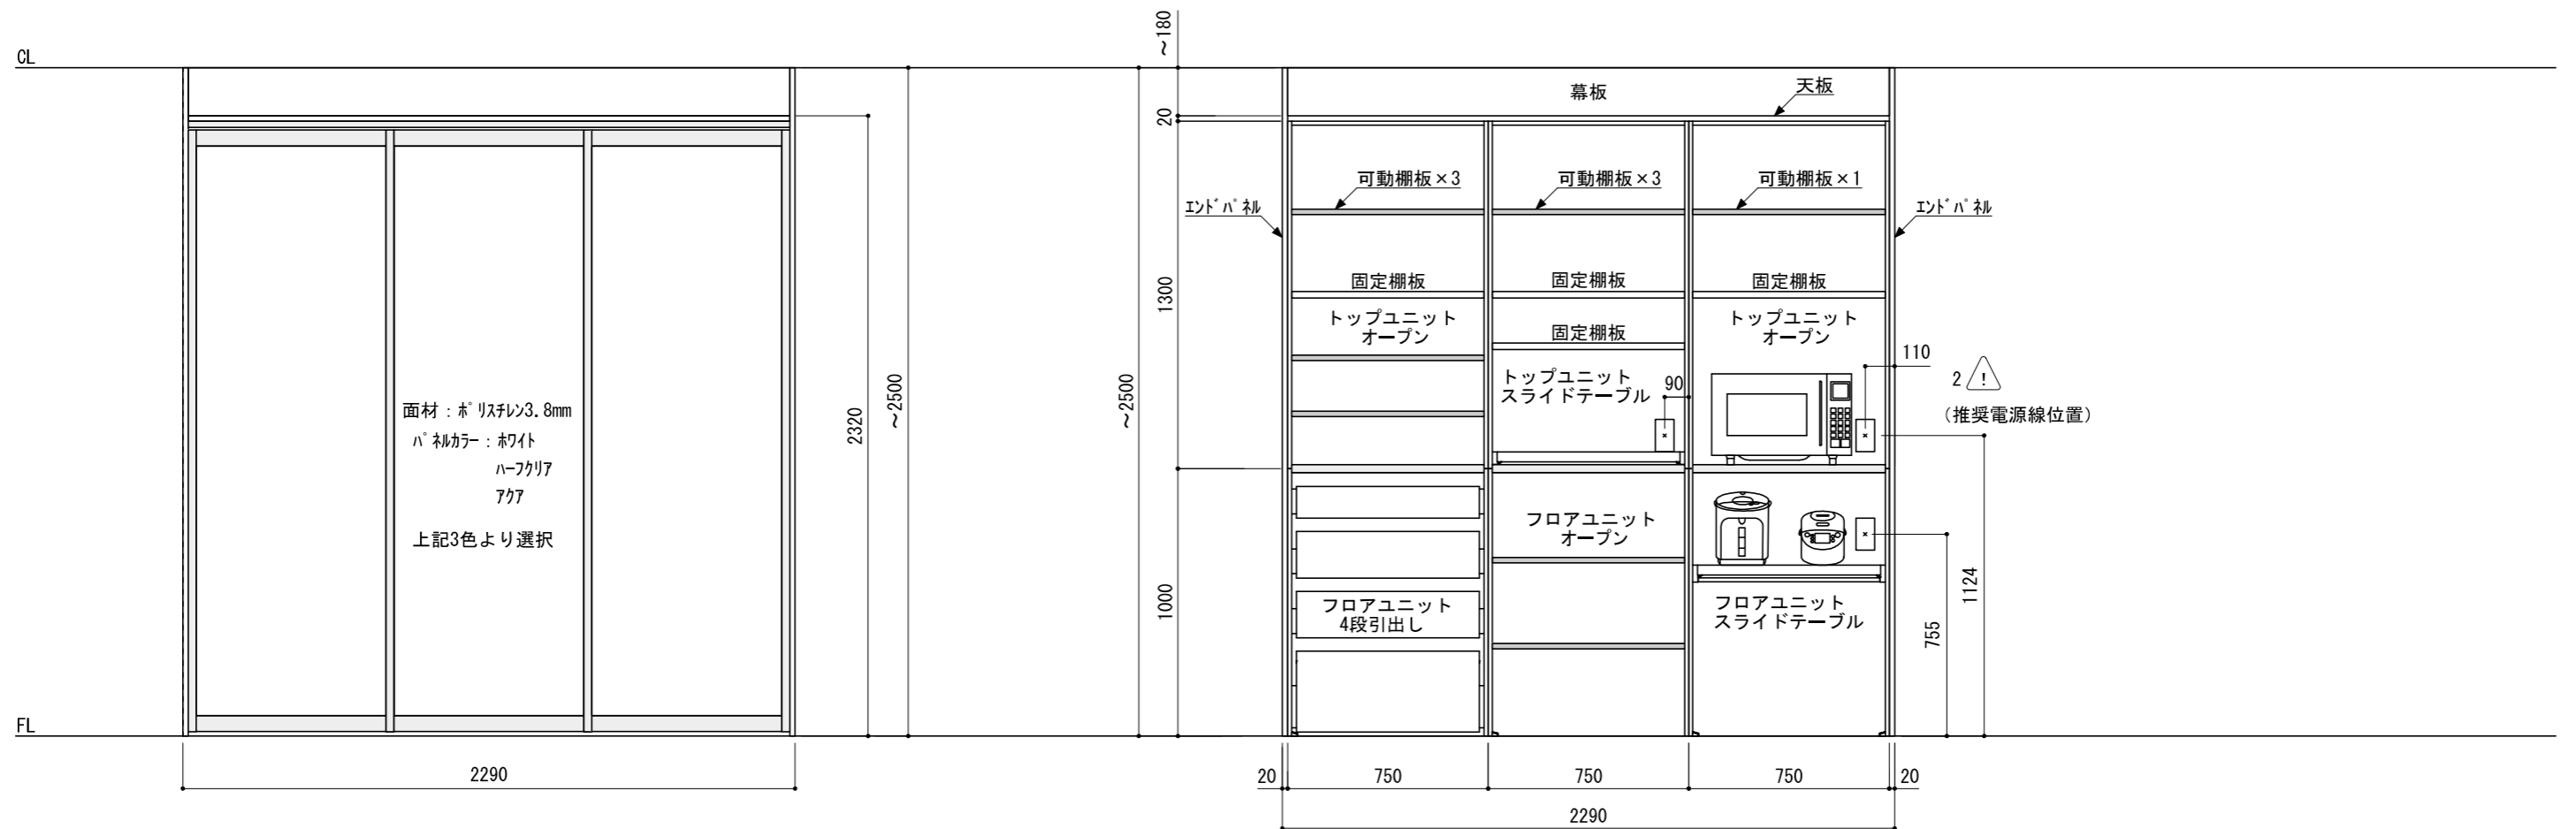 CL
FL
面材：ﾎﾟﾘｽﾁﾚﾝ3.8mm
ﾊﾟﾈﾙカラー：ﾎﾜｲﾄ
ﾊｰﾌｸﾘｱ
ｱｸｱ
上記3色より選択
2320
～2500
2290
～2500
～180
20
1300
1000
幕板
天板
可動棚板×3
可動棚板×3
可動棚板×1
ｴﾝﾄﾞﾊﾟﾈﾙ
ｴﾝﾄﾞﾊﾟﾈﾙ
固定棚板
固定棚板
固定棚板
トップユニット
オープン
固定棚板
トップユニット
オープン
トップユニット
スライドテーブル
90
110
2 !
（推奨電源線位置）
フロアユニット
オープン
フロアユニット
4段引出し
フロアユニット
スライドテーブル
755
1124
20
750
750
750
20
2290